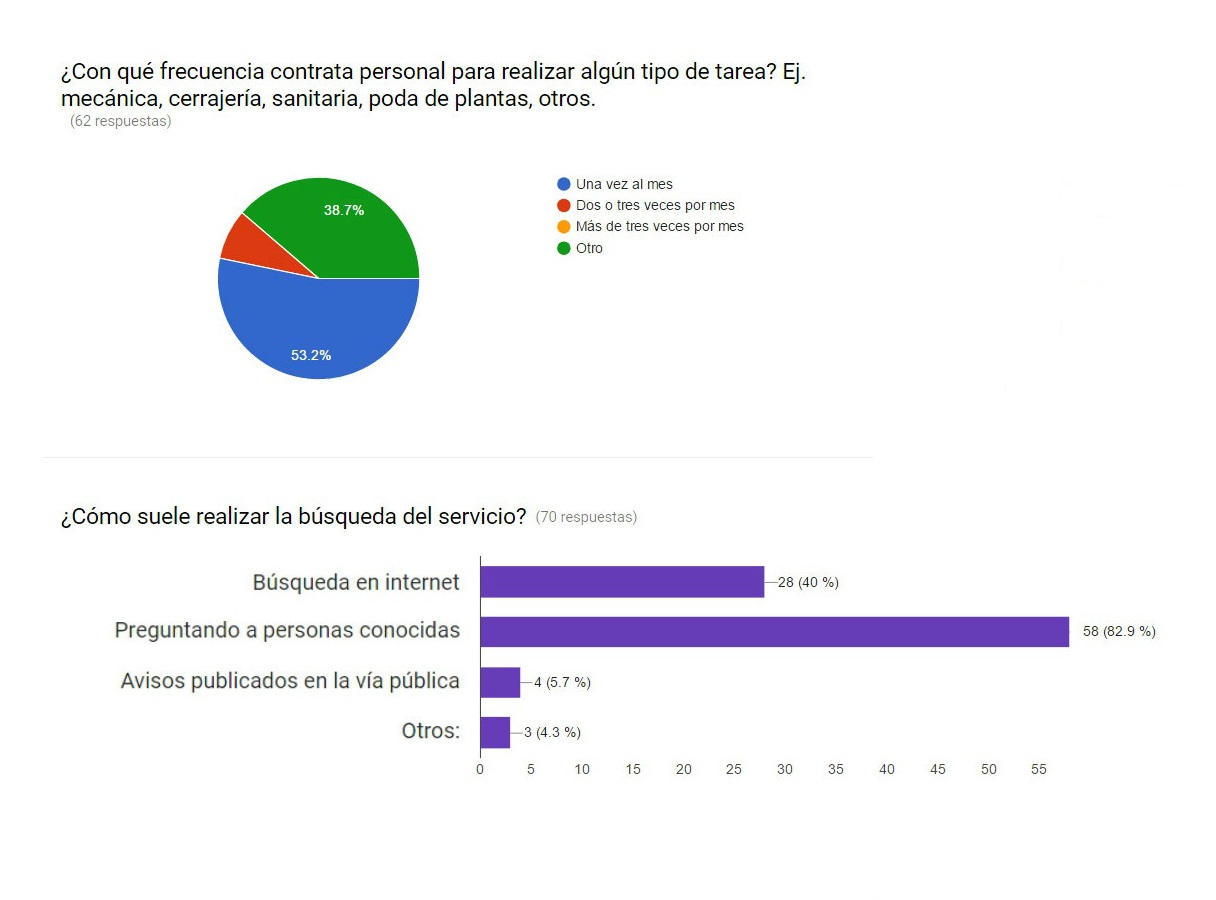 ¿Con qué frecuencia contrata personal para realizar algún tipo de tarea? Ej.
mecánica, cerrajería, sanitaria, poda de plantas, otros.
(62 respuestas)
38.7%
53.2%
Una vez al mes
Dos o tres veces por mes
Más de tres veces por mes
Otro
¿Cómo suele realizar la búsqueda del servicio? (70 respuestas)
Búsqueda en internet 28 (40 %)
Preguntando a personas conocidas 58 (82.9 %)
Avisos publicados en la vía pública 4 (5.7 %)
Otros: 3 (4.3 %)
0 5 10 15 20 25 30 35 40 45 50 55